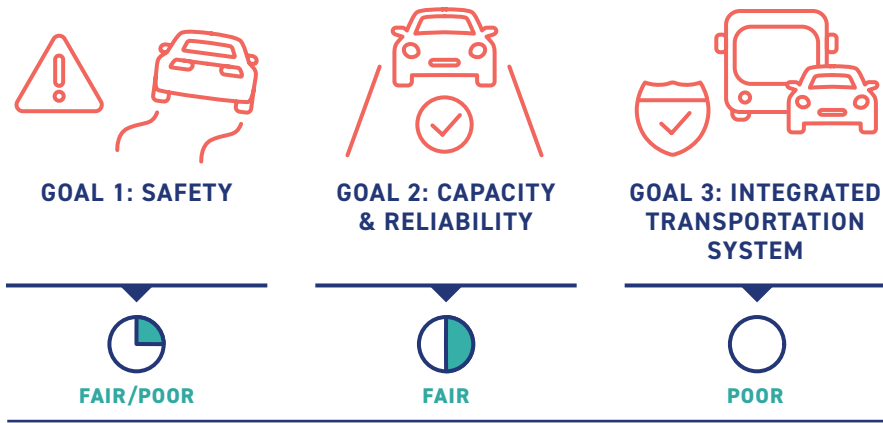 GOAL 1: SAFETY
GOAL 2: CAPACITY
& RELIABILITY
GOAL 3: INTEGRATED
TRANSPORTATION
SYSTEM
FAIR/POOR
FAIR
POOR